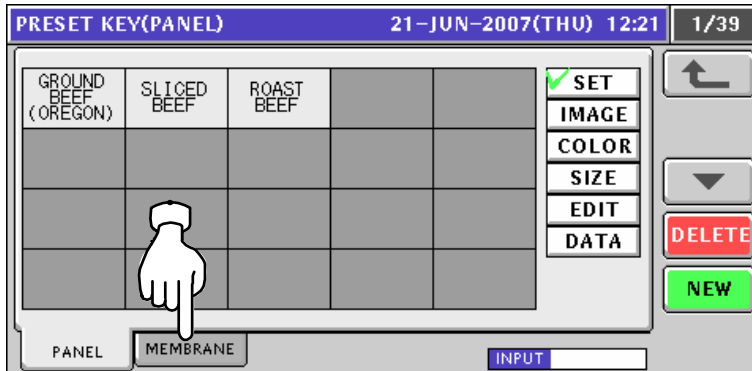 PRESET KEY(PANEL) 21-JUN-2007(THU) 12:21 1/39
GROUND
BEEF
(OREGON)
SLICED
BEEF
ROAST
BEEF
SET
IMAGE
COLOR
SIZE
EDIT
DATA
DELETE
NEW
PANEL MEMBRANE
INPUT